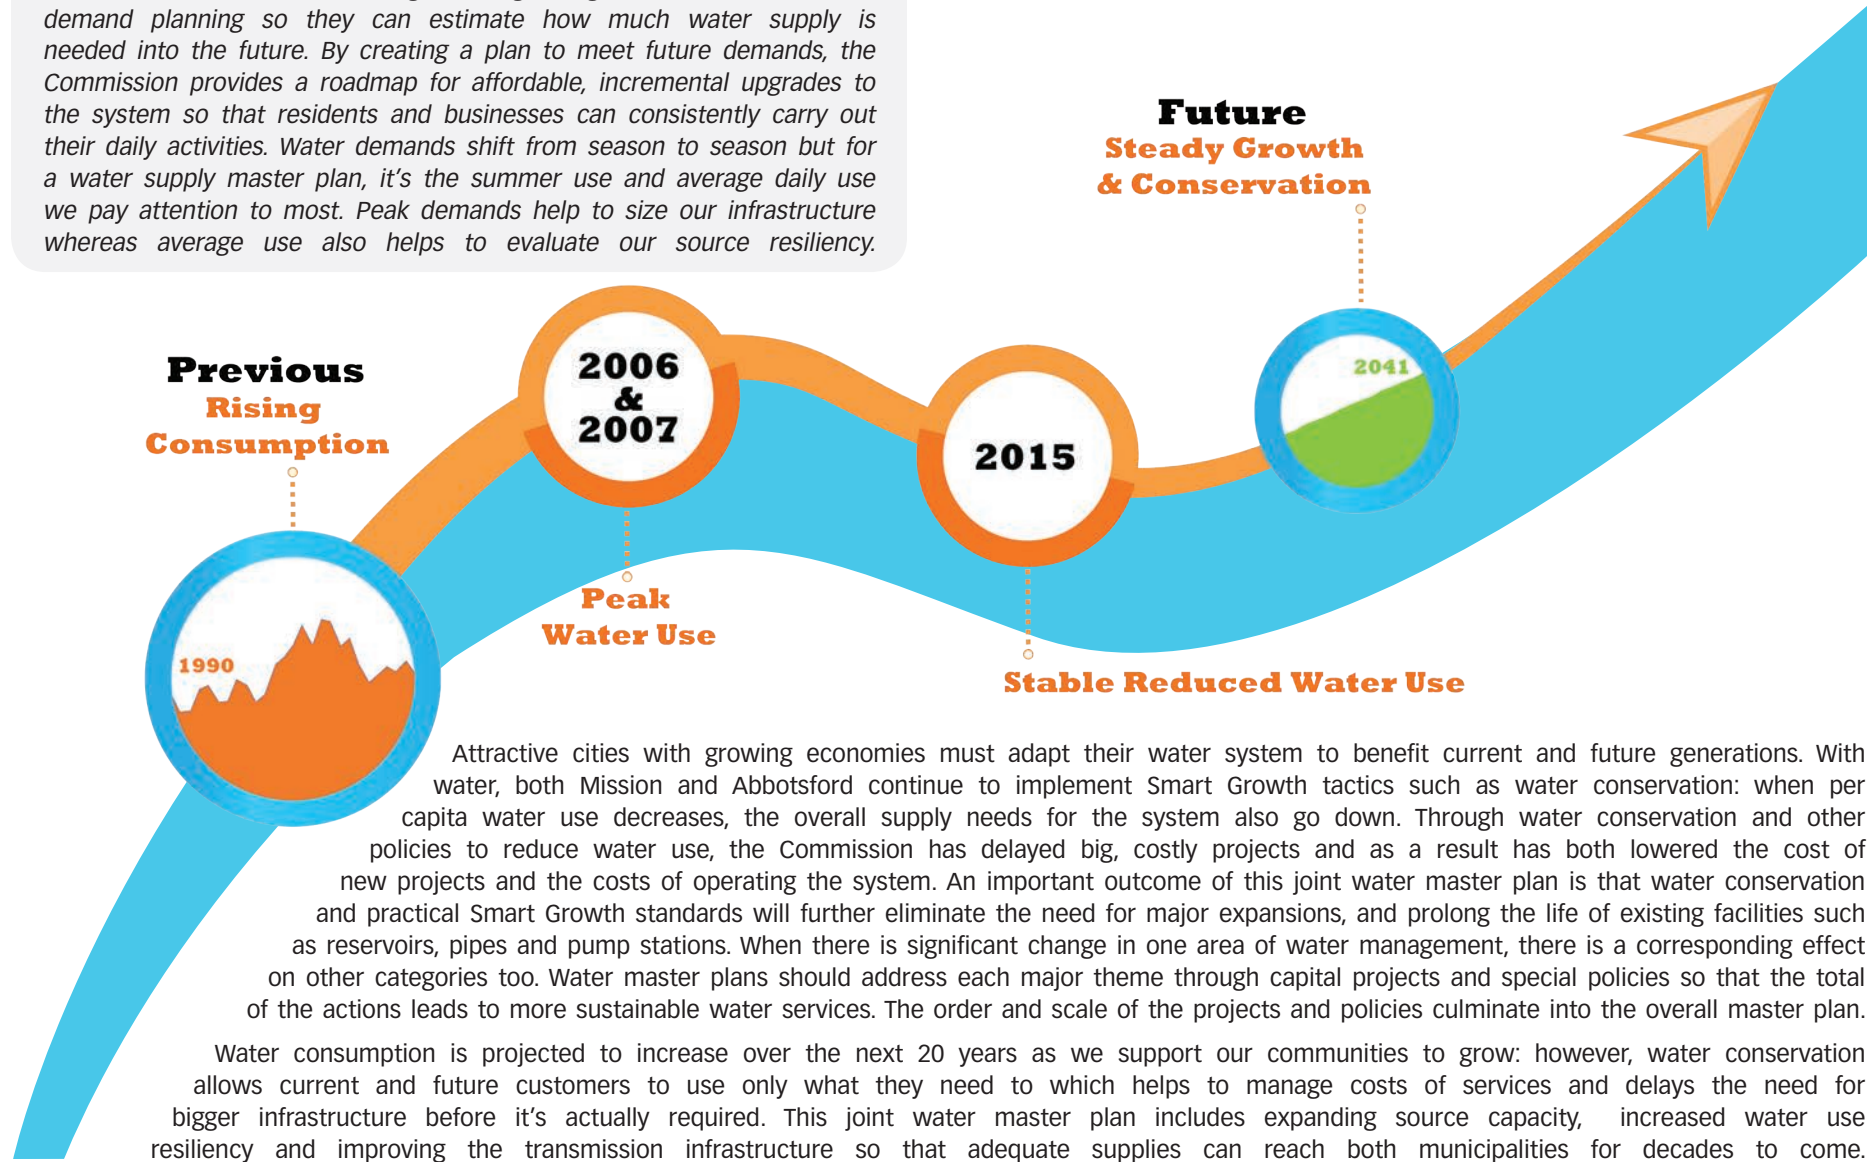 demand planning so they can estimate how much water supply is
needed into the future. By creating a plan to meet future demands, the
Commission provides a roadmap for affordable, incremental upgrades to
the system so that residents and businesses can consistently carry out
their daily activities. Water demands shift from season to season but for
a water supply master plan, it's the summer use and average daily use
we pay attention to most. Peak demands help to size our infrastructure
whereas average use also helps to evaluate our source resiliency.
Future
Steady Growth
& Conservation
2041
Previous
Rising
Consumption
1990
2006
&
2007
Peak
Water Use
2015
Stable Reduced Water Use
Attractive cities with growing economies must adapt their water system to benefit current and future generations. With
water, both Mission and Abbotsford continue to implement Smart Growth tactics such as water conservation: when per
capita water use decreases, the overall supply needs for the system also go down. Through water conservation and other
policies to reduce water use, the Commission has delayed big, costly projects and as a result has both lowered the cost of
new projects and the costs of operating the system. An important outcome of this joint water master plan is that water conservation
and practical Smart Growth standards will further eliminate the need for major expansions, and prolong the life of existing facilities such
as reservoirs, pipes and pump stations. When there is significant change in one area of water management, there is a corresponding effect
on other categories too. Water master plans should address each major theme through capital projects and special policies so that the total
of the actions leads to more sustainable water services. The order and scale of the projects and policies culminate into the overall master plan.
Water consumption is projected to increase over the next 20 years as we support our communities to grow: however, water conservation
allows current and future customers to use only what they need to which helps to manage costs of services and delays the need for
bigger infrastructure before it's actually required. This joint water master plan includes expanding source capacity, increased water use
resiliency and improving the transmission infrastructure so that adequate supplies can reach both municipalities for decades to come.